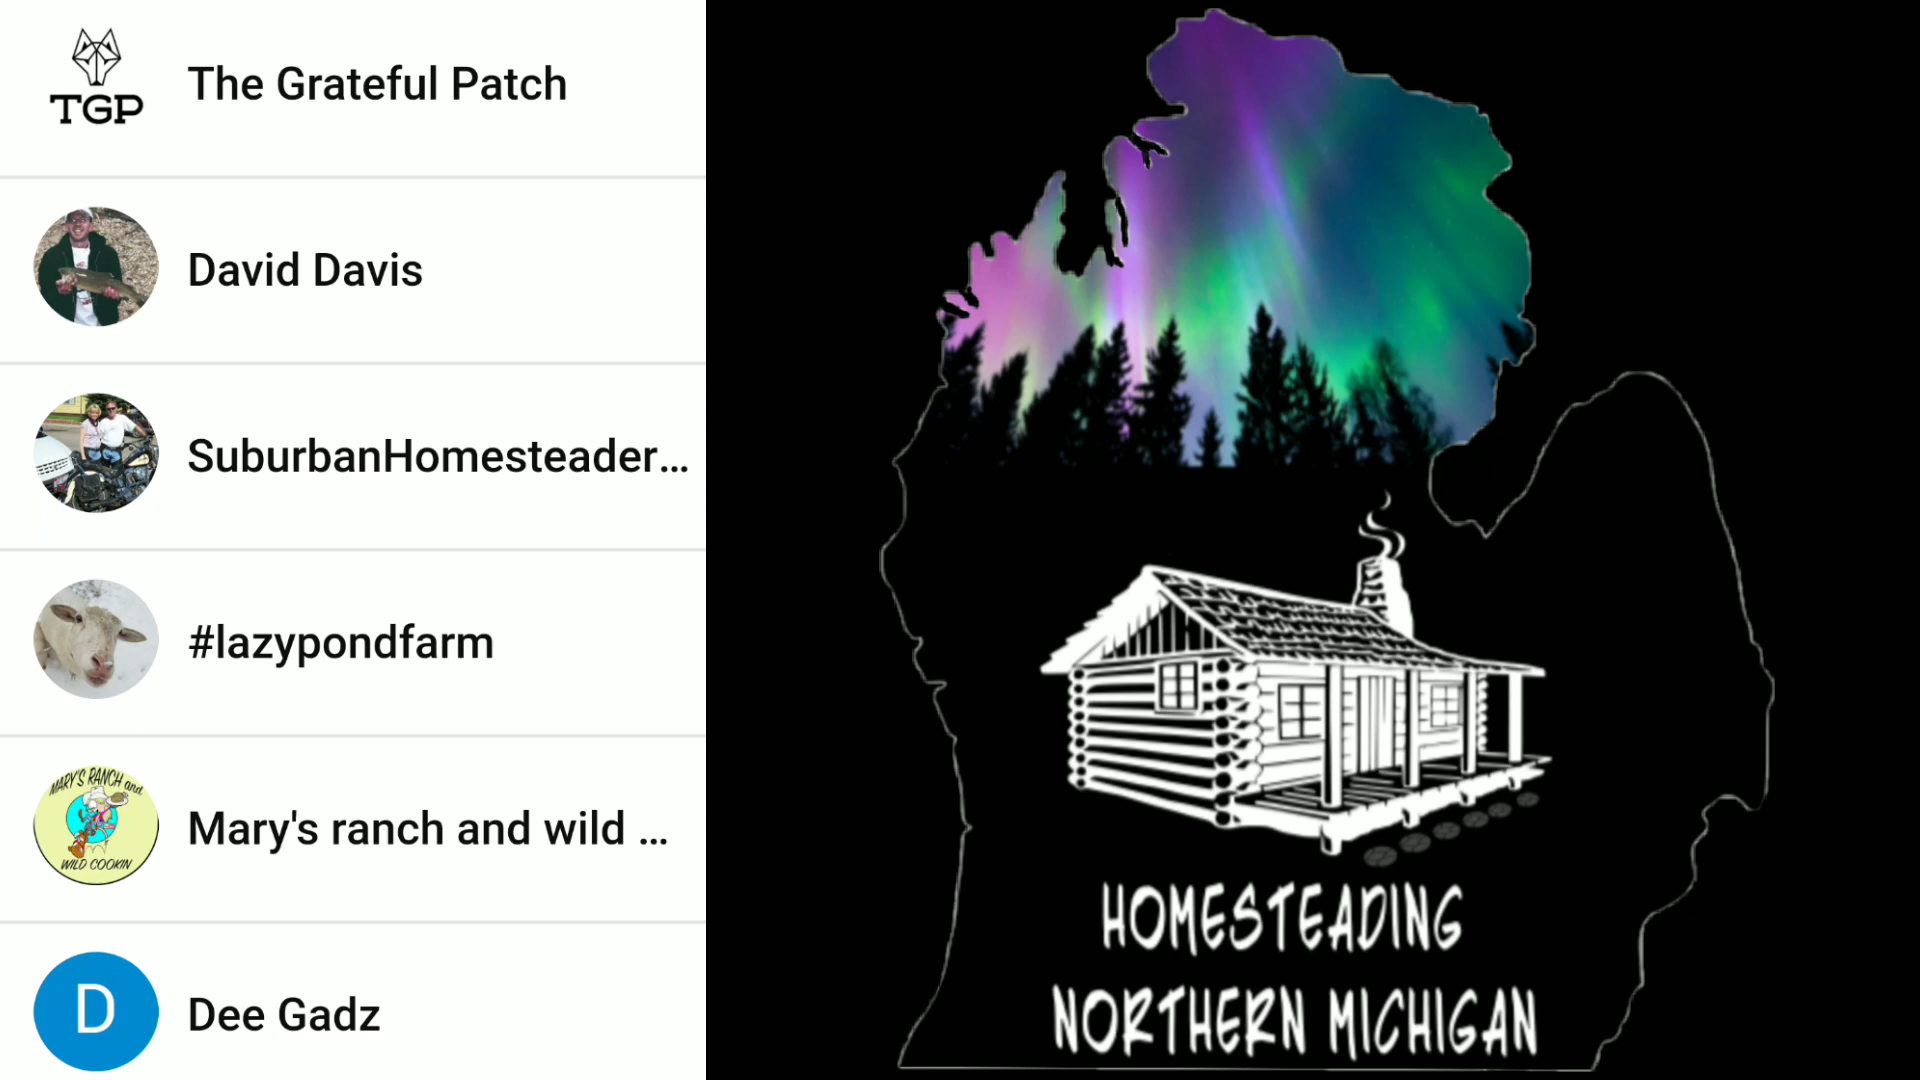 TGP
The Grateful Patch
David Davis
SuburbanHomesteader...
#lazypondfarm
MARY'S RANCH and
WILD COOKIN
Mary's ranch and wild ...
D
Dee Gadz
HOMESTEADING
NORTHERN MICHIGAN